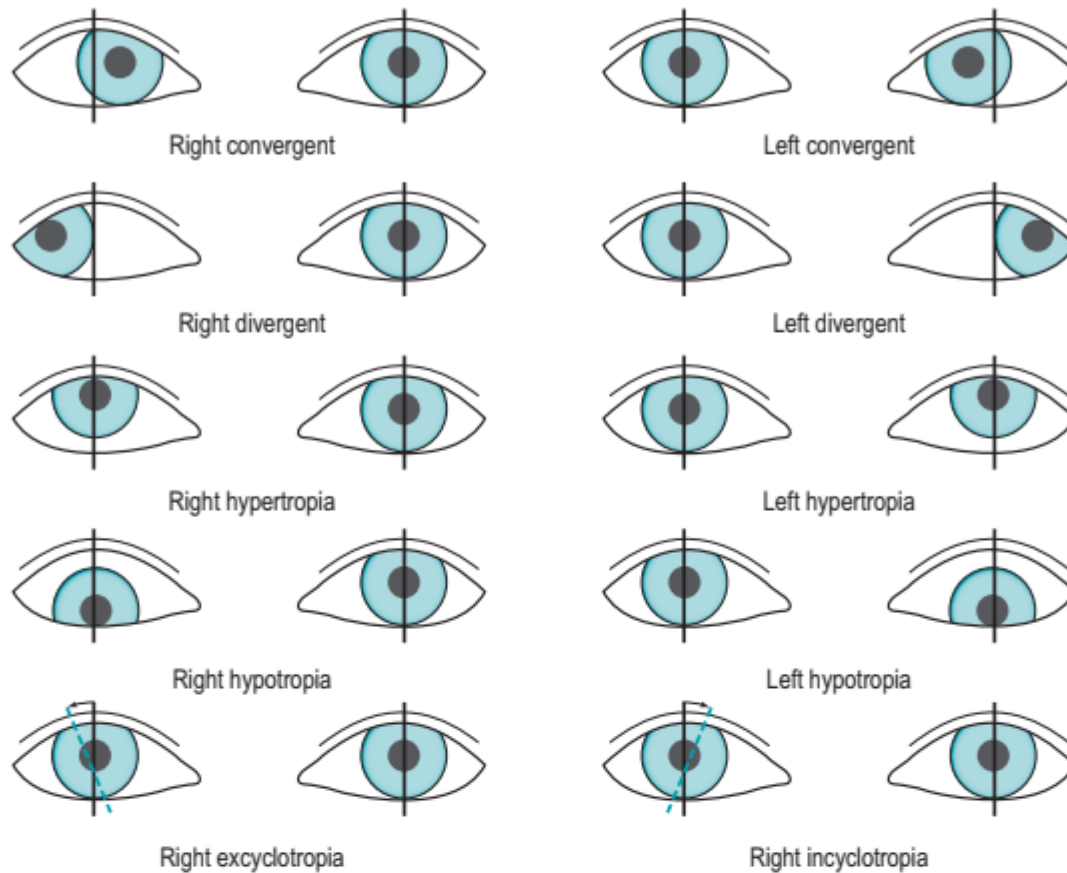 Right convergent
Left convergent
Right divergent
Left divergent
Right hypertropia
Left hypertropia
Right hypotropia
Left hypotropia
Right excyclotropia
Right incyclotropia